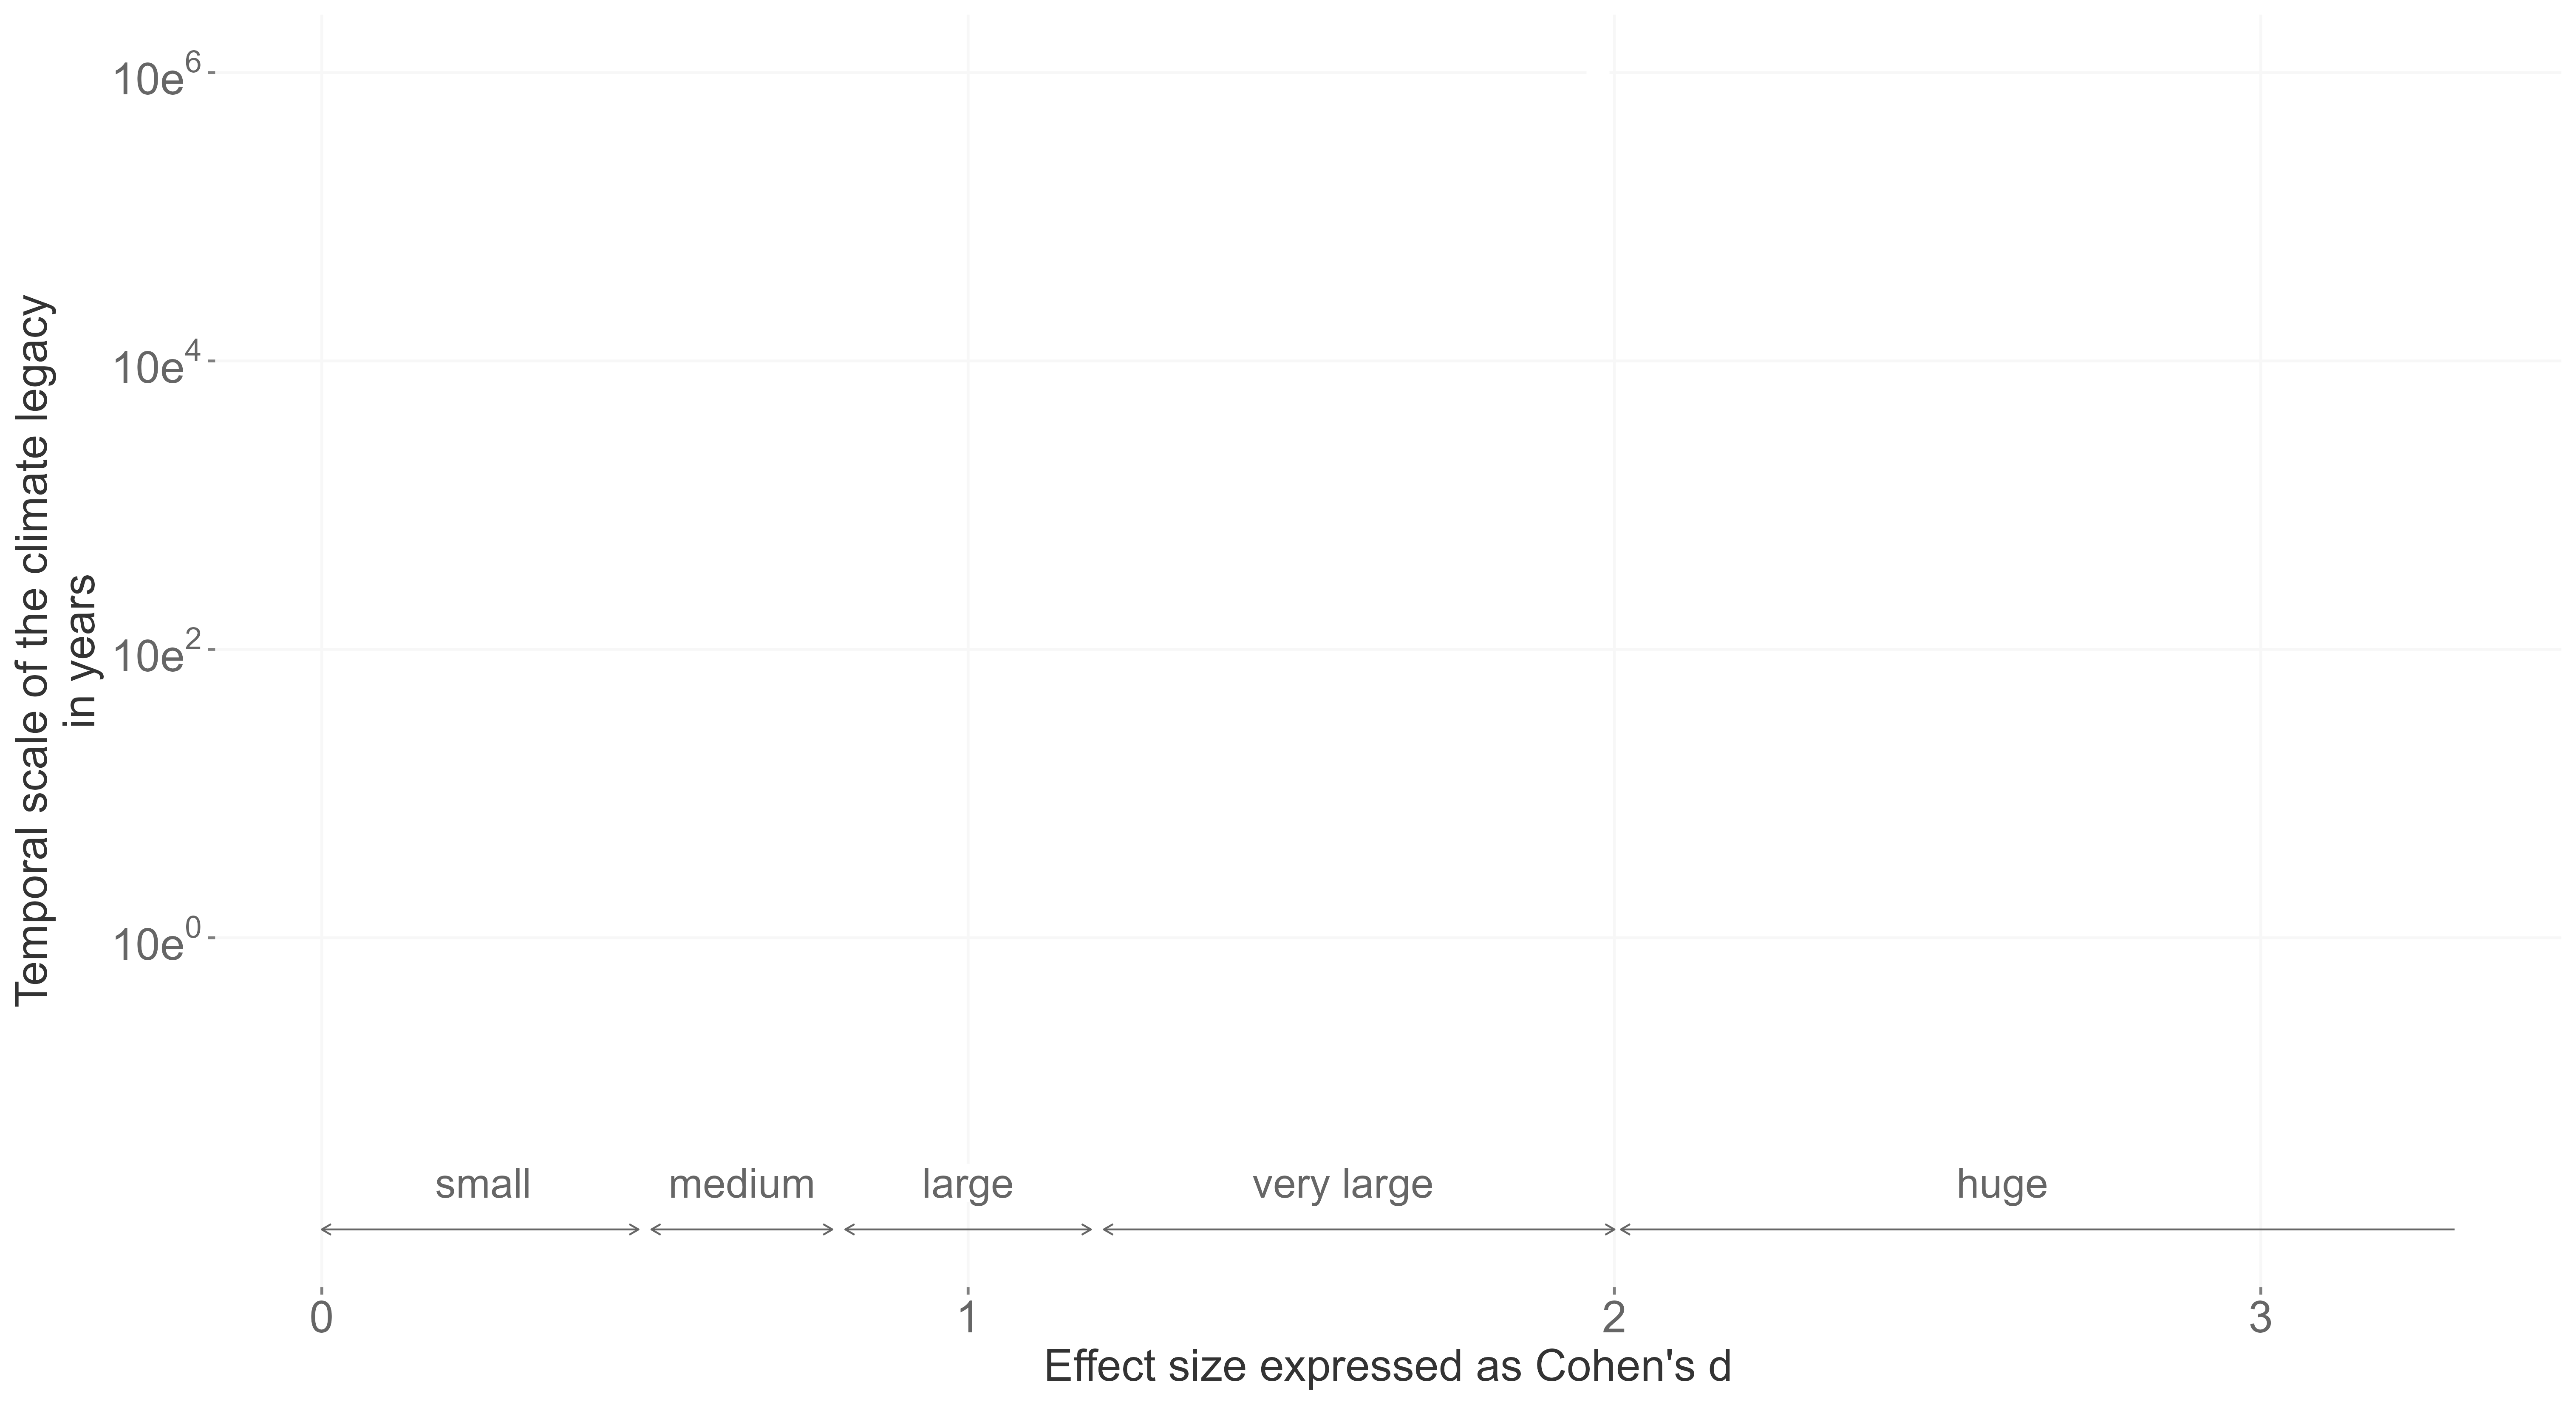 Temporal scale of the climate legacy
in years
10e⁶
10e⁴
10e²
10e⁰
small medium large very large huge
0 1 2 3
Effect size expressed as Cohen's d